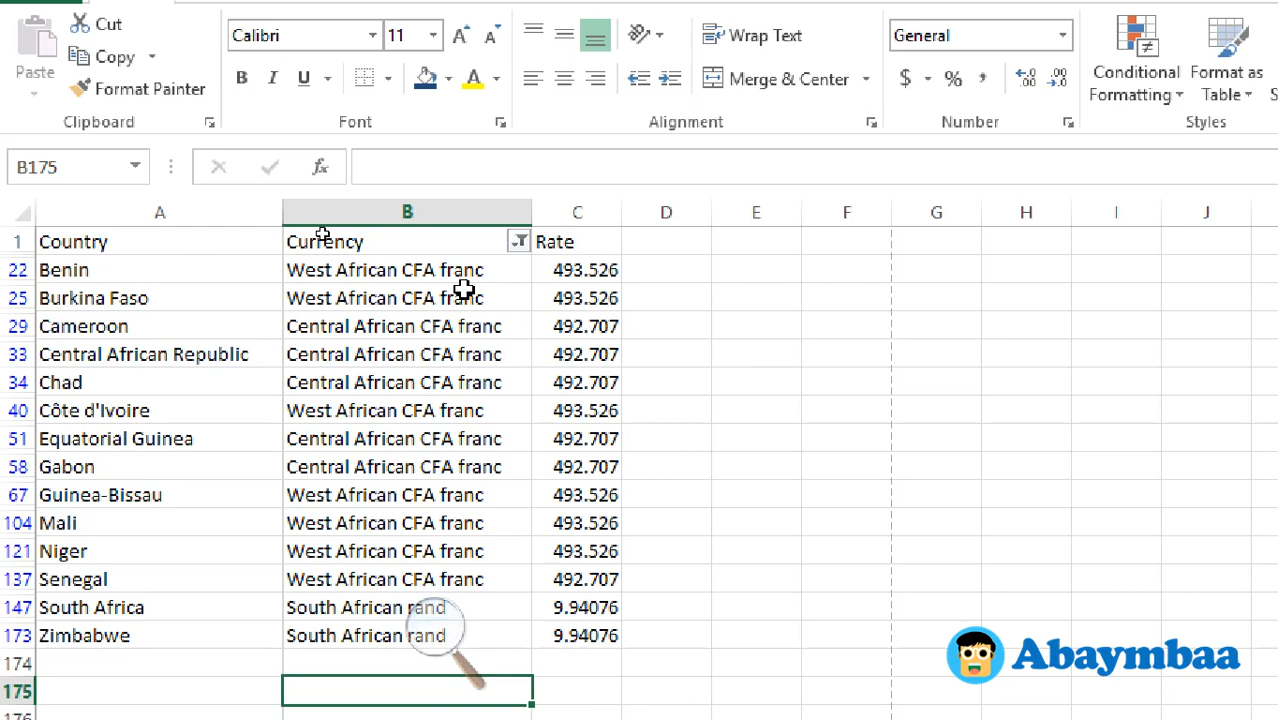 Cut
Copy
Format Painter
Paste
Clipboard
Calibri
11
B I U
A
Font
Wrap Text
Merge & Center
Alignment
General
$ % ,
Number
Conditional Formatting
Format as Table
Styles
B175
fx
A B C D E F G H I J
1 Country Currency Rate
22 Benin West African CFA franc 493.526
25 Burkina Faso West African CFA franc 493.526
29 Cameroon Central African CFA franc 492.707
33 Central African Republic Central African CFA franc 492.707
34 Chad Central African CFA franc 492.707
40 Côte d'Ivoire West African CFA franc 493.526
51 Equatorial Guinea Central African CFA franc 492.707
58 Gabon Central African CFA franc 492.707
67 Guinea-Bissau West African CFA franc 493.526
104 Mali West African CFA franc 493.526
121 Niger West African CFA franc 493.526
137 Senegal West African CFA franc 492.707
147 South Africa South African rand 9.94076
173 Zimbabwe South African rand 9.94076
174
175
Abaymbaa